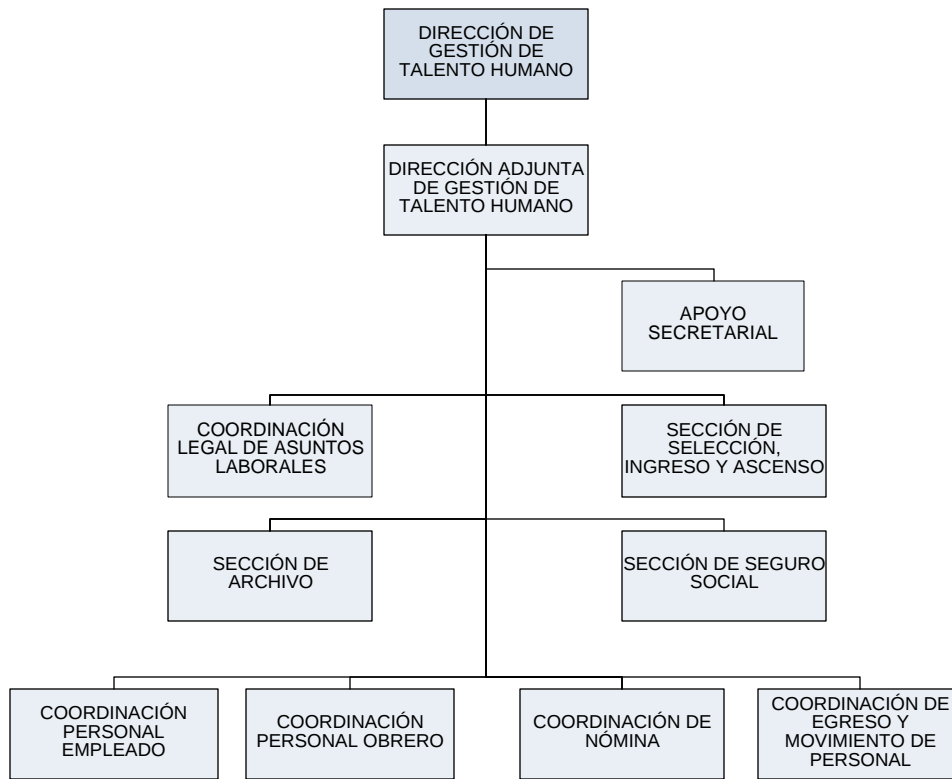 DIRECCIÓN DE
GESTIÓN DE
TALENTO HUMANO
DIRECCIÓN ADJUNTA
DE GESTIÓN DE
TALENTO HUMANO
APOYO
SECRETARIAL
COORDINACIÓN
LEGAL DE ASUNTOS
LABORALES
SECCIÓN DE
SELECCIÓN,
INGRESO Y ASCENSO
SECCIÓN DE
ARCHIVO
SECCIÓN DE SEGURO
SOCIAL
COORDINACIÓN
PERSONAL
EMPLEADO
COORDINACIÓN
PERSONAL OBRERO
COORDINACIÓN DE
NÓMINA
COORDINACIÓN DE
EGRESO Y
MOVIMIENTO DE
PERSONAL